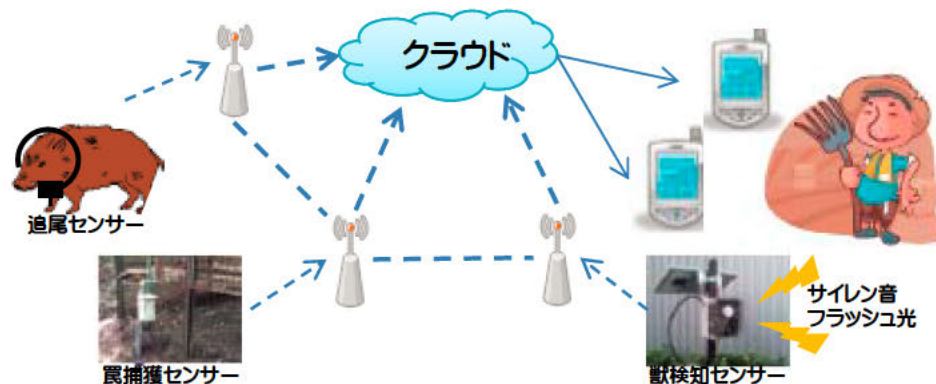 クラウド
追尾センサー
罠捕獲センサー
獣検知センサー
サイレン音
フラッシュ光